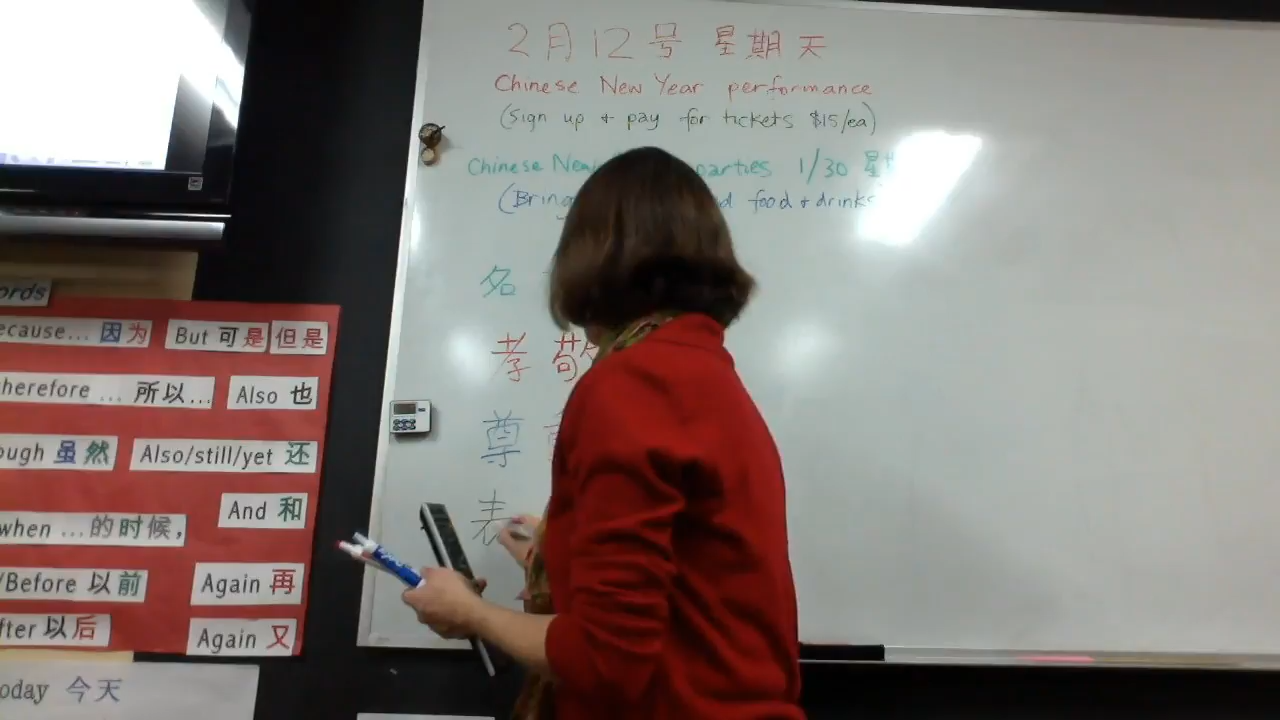 2月12号 星期天
Chinese New Year performance
(Sign up + pay for tickets $15/ea)
Chinese New parties 1/30
(Bring food + drinks
名
孝敬
尊
表
ords
ecause... 因为
But 可是 但是
herefore ... 所以...
Also 也
ough 虽然
Also/still/yet 还
And 和
when ...的时候,
/Before 以前
Again 再
fter 以后
Again 又
oday 今天